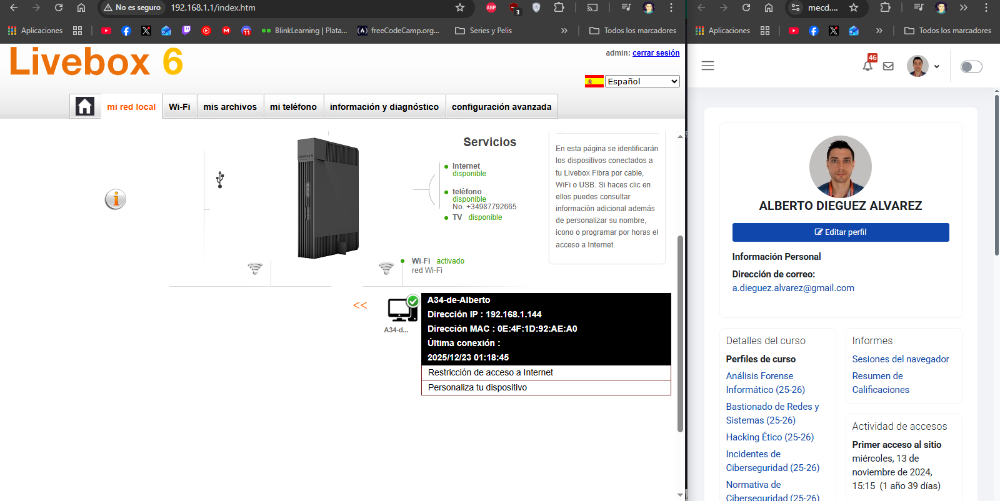 No es seguro
192.168.1.1/index.htm
ABP
3
mecd....
Aplicaciones
11
BlinkLearning | Plata...
(A)
freeCodeCamp.org...
Series y Pelis
»
Todos los marcadores
Aplicaciones
»
Todos los marcadores
Livebox 6
admin: cerrar sesión
Español
mi red local
Wi-Fi
mis archivos
mi teléfono
información y diagnóstico
configuración avanzada
Livebox 6
i
Servicios
Internet
disponible
teléfono
disponible
No. +34987792665
TV disponible
En esta página se identificarán
los dispositivos conectados a
tu Livebox Fibra por cable,
WiFi o USB. Si haces clic en
ellos puedes consultar
información adicional además
de personalizar su nombre,
icono o programar por horas el
acceso a Internet.
Wi-Fi activado
red Wi-Fi
<<
A34-d...
A34-de-Alberto
Dirección IP : 192.168.1.144
Dirección MAC : 0E:4F:1D:92:AE:A0
Última conexión :
2025/12/23 01:18:45
Restricción de acceso a Internet
Personaliza tu dispositivo
46
ALBERTO DIEGUEZ ALVAREZ
Editar perfil
Información Personal
Dirección de correo:
a.dieguez.alvarez@gmail.com
Detalles del curso
Perfiles de curso
Análisis Forense
Informático (25-26)
Bastionado de Redes y
Sistemas (25-26)
Hacking Ético (25-26)
Incidentes de
Ciberseguridad (25-26)
Normativa de
Ciberseguridad (25-26)
Informes
Sesiones del navegador
Resumen de
Calificaciones
Actividad de accesos
Primer acceso al sitio
miércoles, 13 de
noviembre de 2024,
15:15 (1 año 39 días)